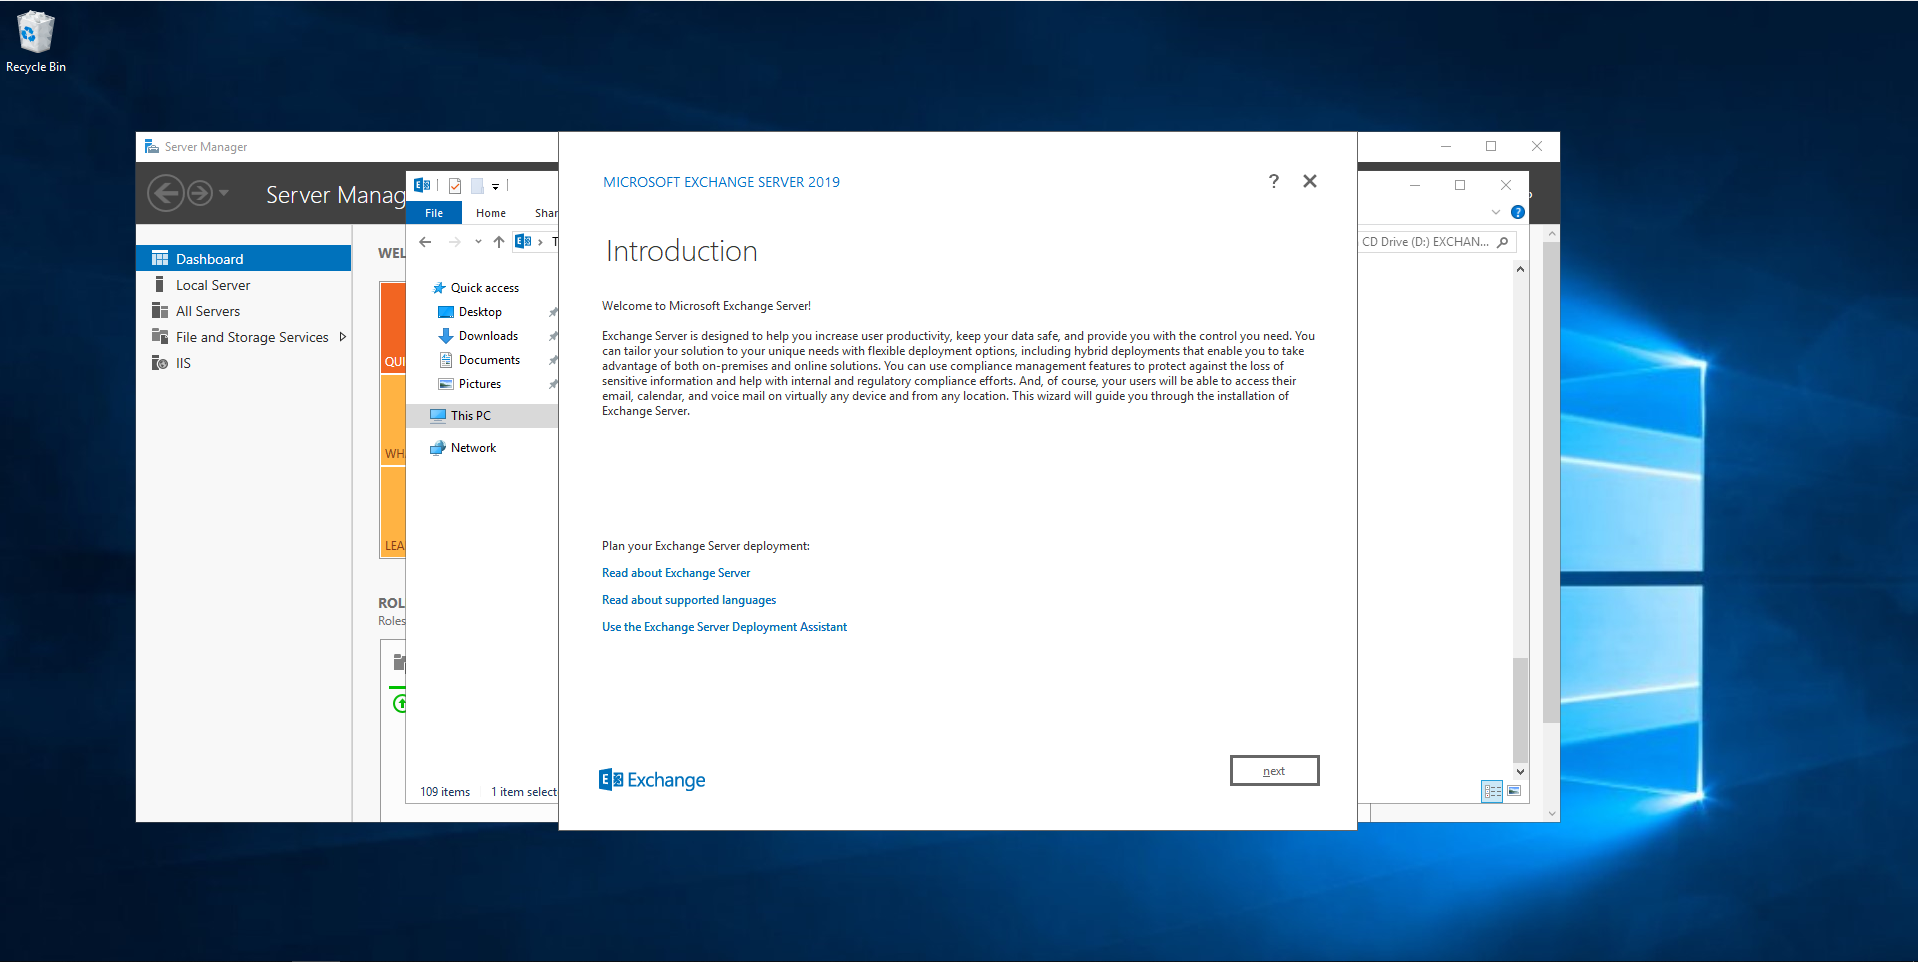 Recycle Bin
Server Manager
Server Manag
Dashboard
Local Server
All Servers
File and Storage Services
IIS
WEL
QUI
WH
LEA
ROL
Roles
File
Home
Shar
T
CD Drive (D:) EXCHAN...
Quick access
Desktop
Downloads
Documents
Pictures
This PC
Network
109 items
1 item select
MICROSOFT EXCHANGE SERVER 2019
?
Introduction
Welcome to Microsoft Exchange Server!
Exchange Server is designed to help you increase user productivity, keep your data safe, and provide you with the control you need. You
can tailor your solution to your unique needs with flexible deployment options, including hybrid deployments that enable you to take
advantage of both on-premises and online solutions. You can use compliance management features to protect against the loss of
sensitive information and help with internal and regulatory compliance efforts. And, of course, your users will be able to access their
email, calendar, and voice mail on virtually any device and from any location. This wizard will guide you through the installation of
Exchange Server.
Plan your Exchange Server deployment:
Read about Exchange Server
Read about supported languages
Use the Exchange Server Deployment Assistant
Exchange
next